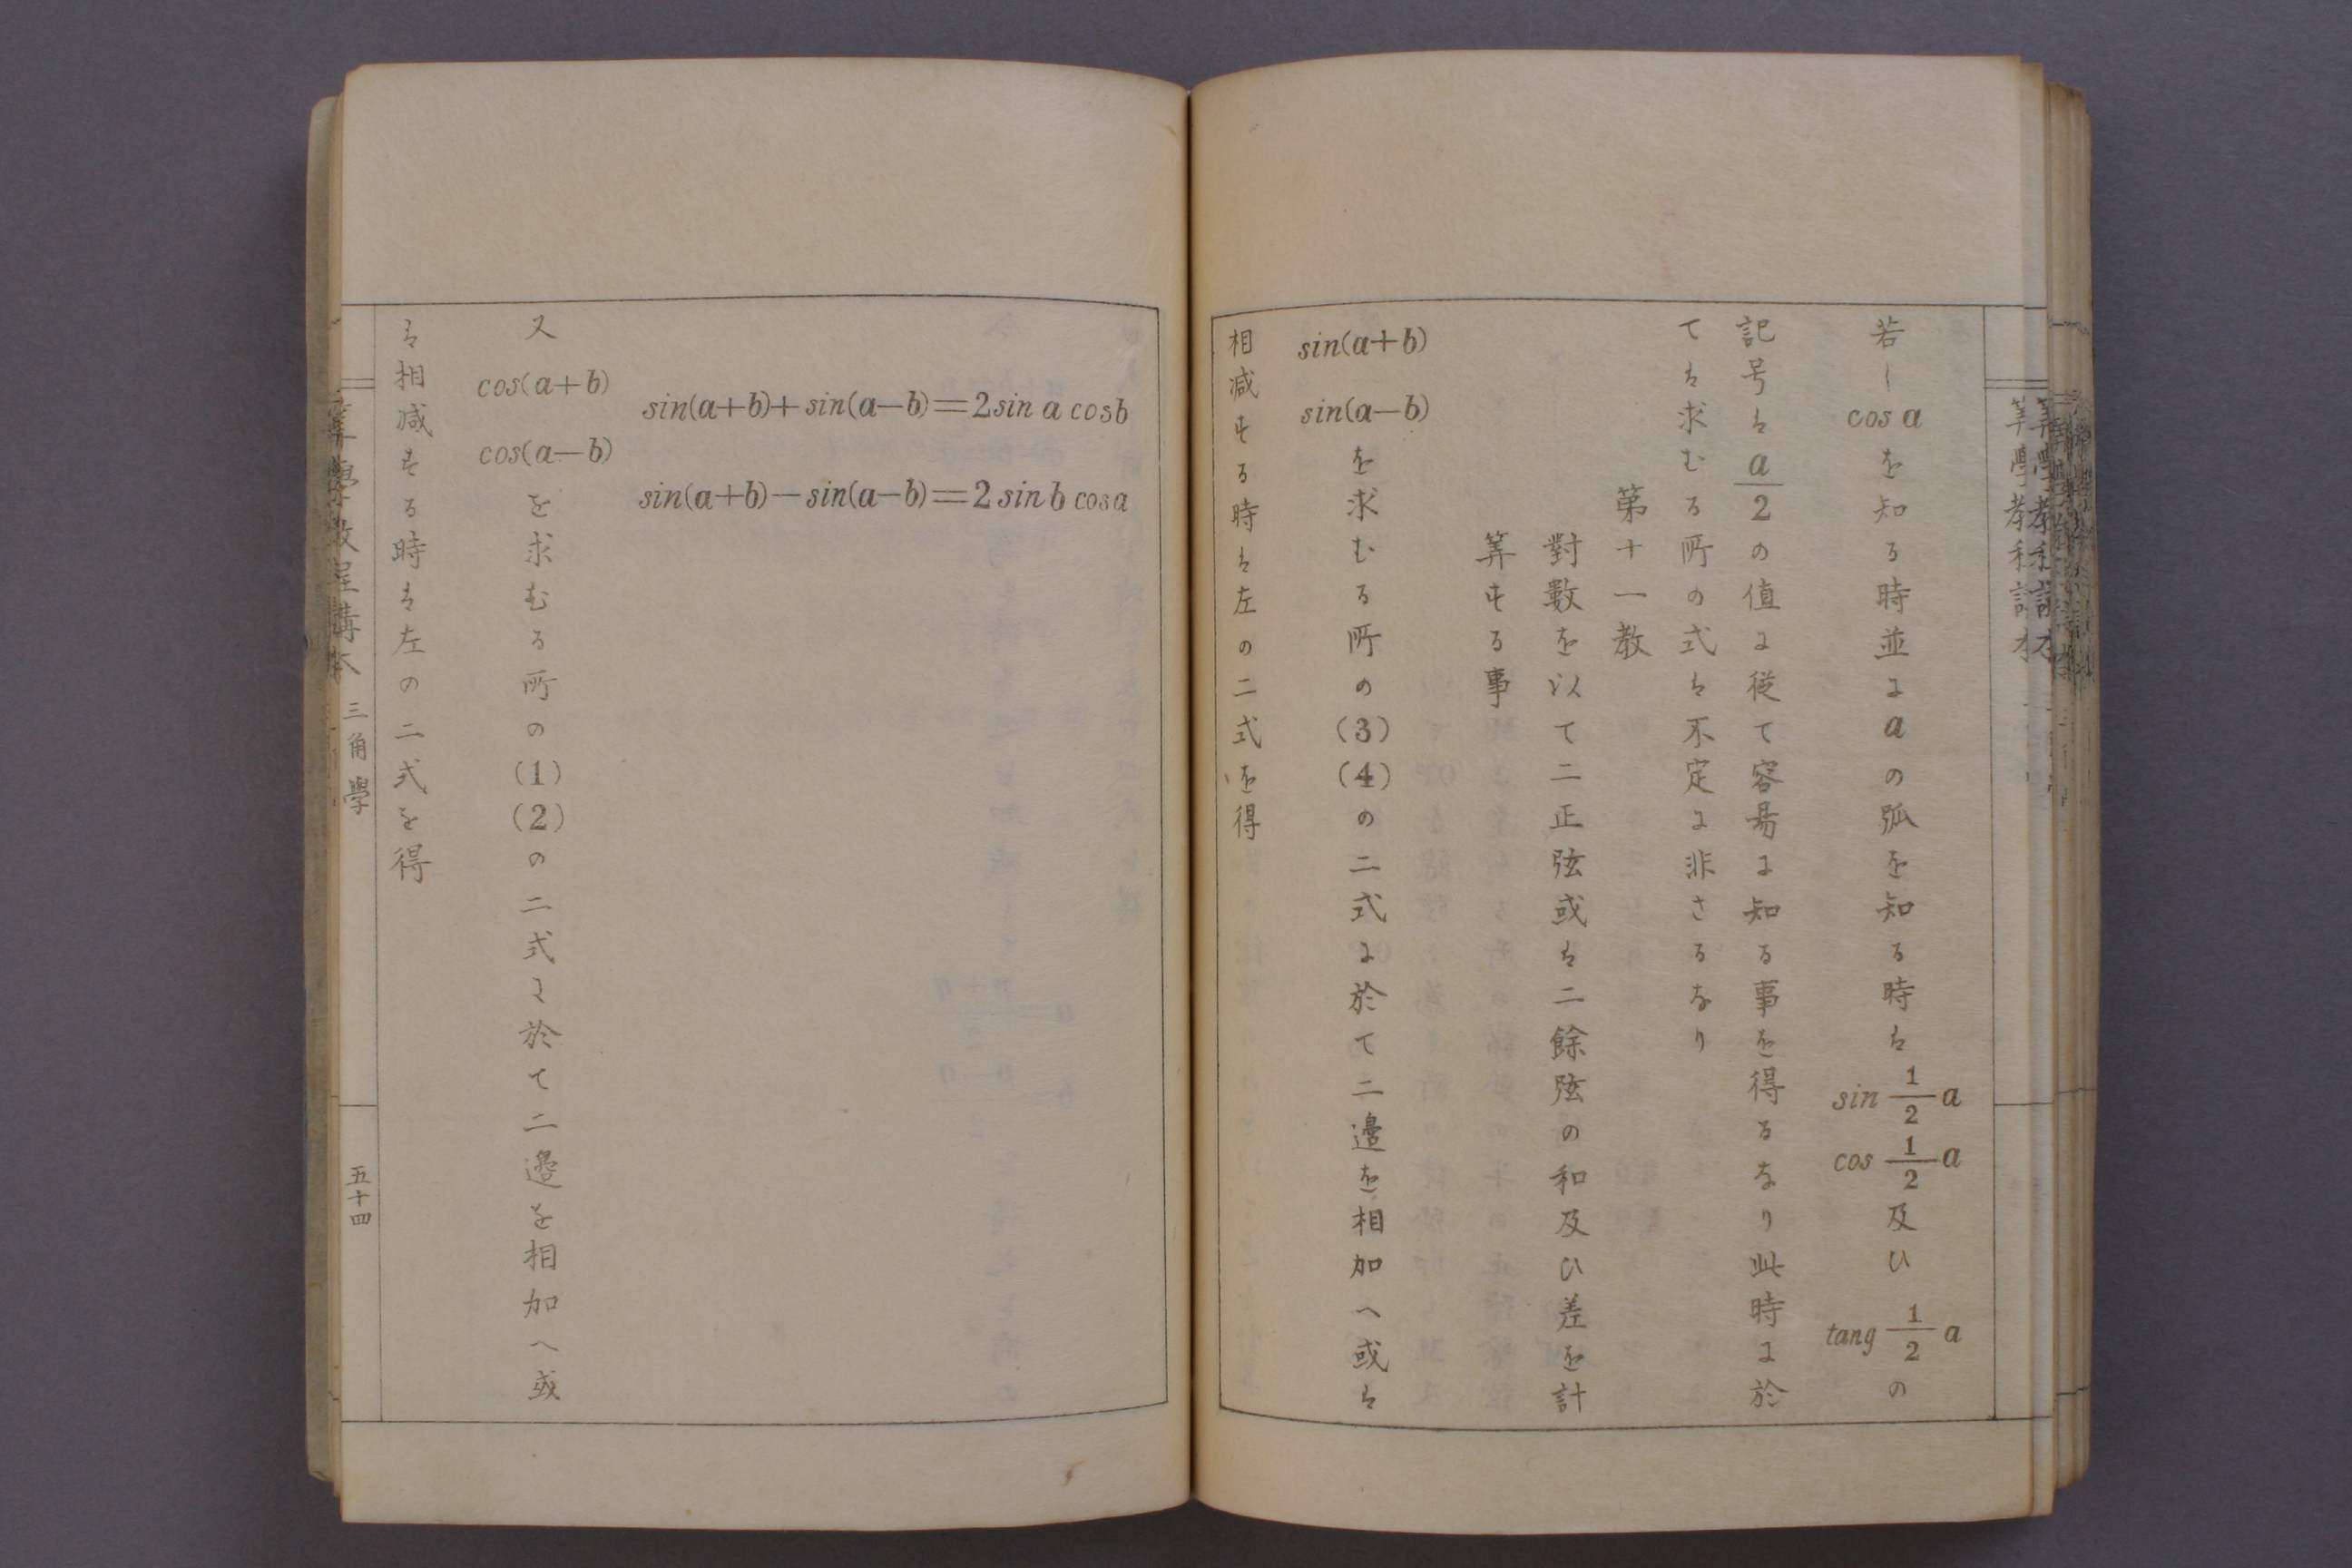 若し cos a を知る時並に a の弧を知る時は sin 1/2 a cos 1/2 a 及ひ tang 1/2 a の
記号は a/2 の值に従て容易に知る事を得るなり此時に於
ては求むる所の式は不定に非さるなり
第十一教
對數を以て二正弦或は二餘弦の和及ひ差を計
筭する事
sin(a+b) sin(a−b) を求むる所の (3) (4) の二式に於て二邉を相加へ或は
相減する時は左の二式を得
sin(a+b)+sin(a−b)=2sin a cosb
sin(a+b)−sin(a−b)=2 sin b cosa
又 cos(a+b) cos(a−b) を求むる所の (1) (2) の二式に於て二邉を相加へ或
は相減する時は左の二式を得
三角學
五十四